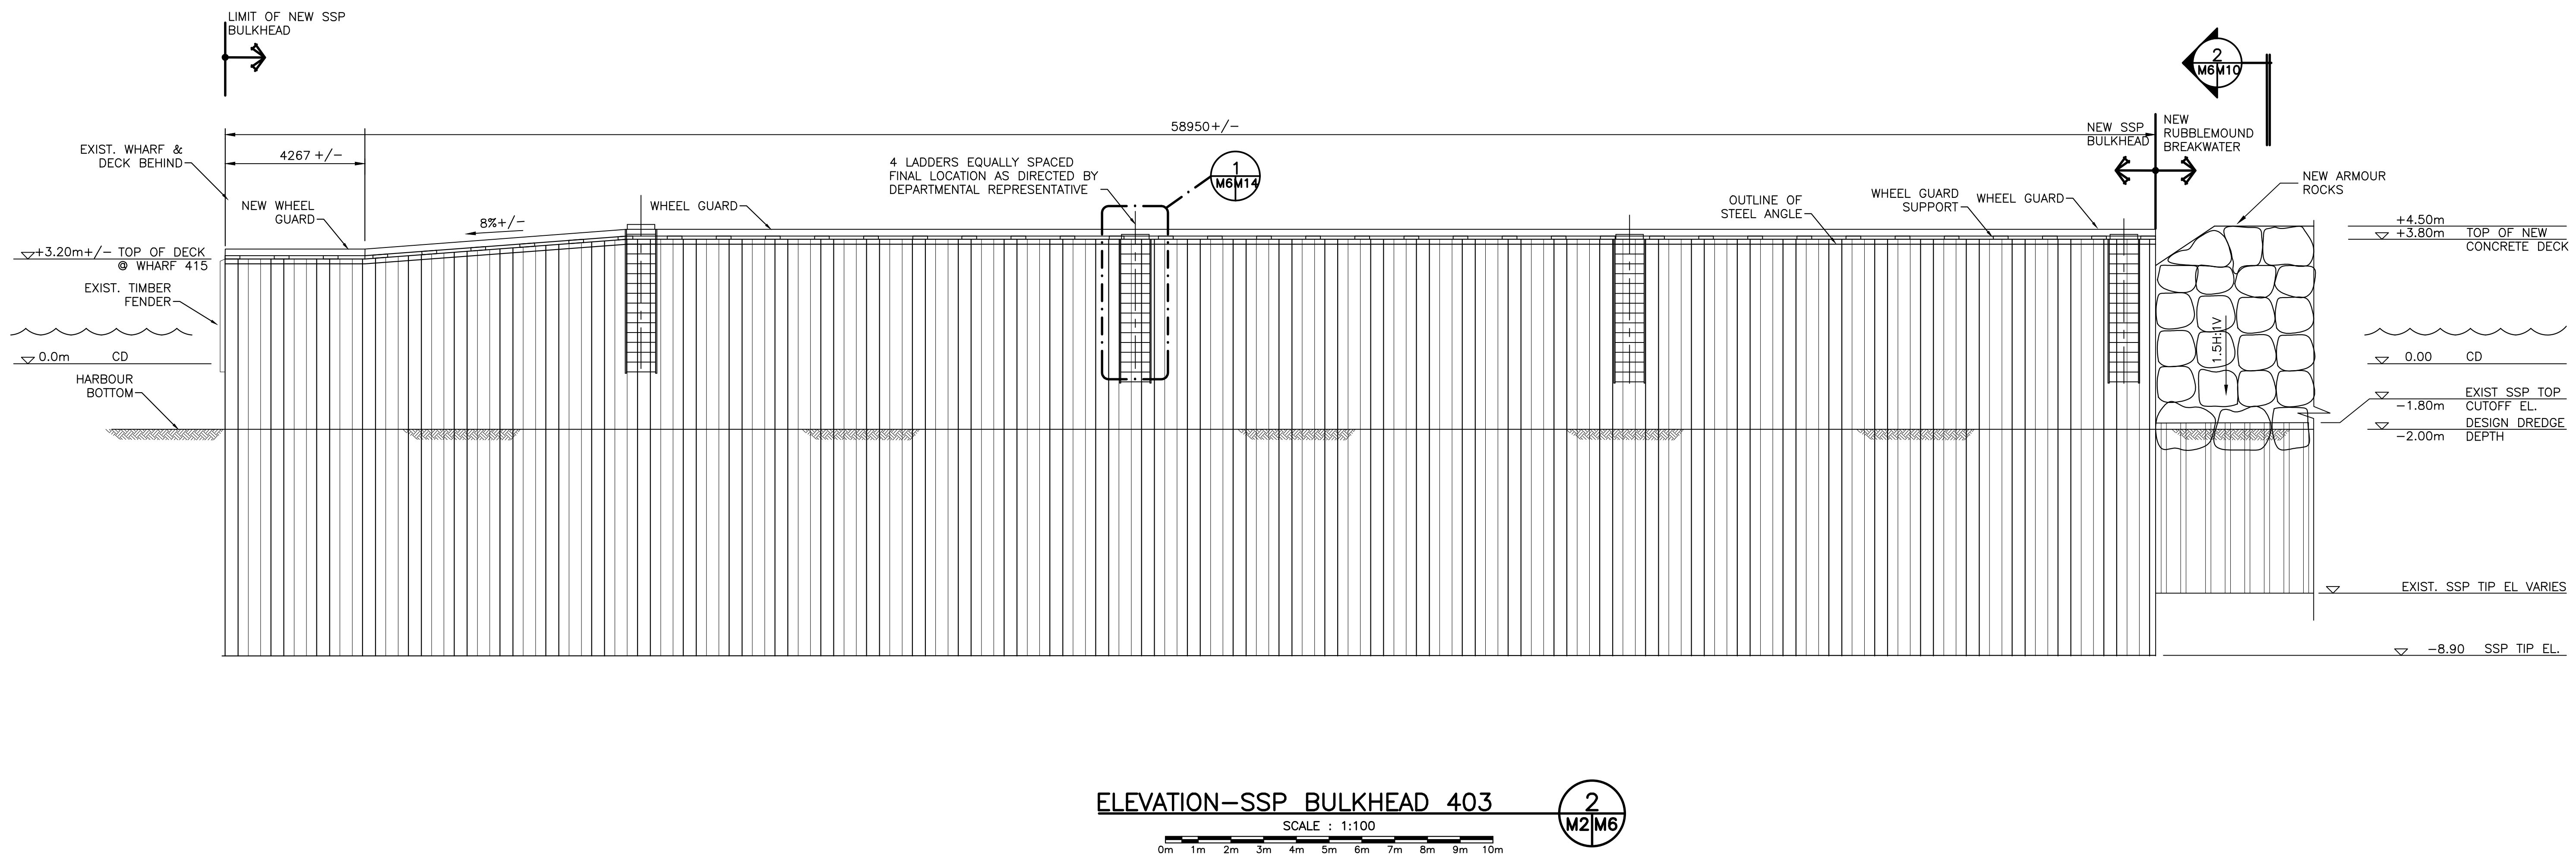 LIMIT OF NEW SSP
BULKHEAD
2
M6 M10
58950+/-
4267 +/-
EXIST. WHARF &
DECK BEHIND
NEW WHEEL
GUARD
8%+/-
WHEEL GUARD
4 LADDERS EQUALLY SPACED
FINAL LOCATION AS DIRECTED BY
DEPARTMENTAL REPRESENTATIVE
1
M6 M14
OUTLINE OF
STEEL ANGLE
WHEEL GUARD
SUPPORT
WHEEL GUARD
NEW SSP
BULKHEAD
NEW
RUBBLEMOUND
BREAKWATER
NEW ARMOUR
ROCKS
+3.20m+/- TOP OF DECK
@ WHARF 415
EXIST. TIMBER
FENDER
0.0m CD
HARBOUR
BOTTOM
1.5H:1V
+4.50m
+3.80m TOP OF NEW
CONCRETE DECK
0.00 CD
EXIST SSP TOP
-1.80m CUTOFF EL.
DESIGN DREDGE
-2.00m DEPTH
EXIST. SSP TIP EL VARIES
-8.90 SSP TIP EL.
ELEVATION-SSP BULKHEAD 403
2
M2 M6
SCALE : 1:100
0m 1m 2m 3m 4m 5m 6m 7m 8m 9m 10m